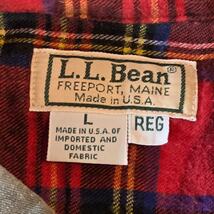 L.L.Bean®
FREEPORT, MAINE
Made in U.S.A.
L
MADE IN U.S.A. OF
IMPORTED AND
DOMESTIC
FABRIC
REG